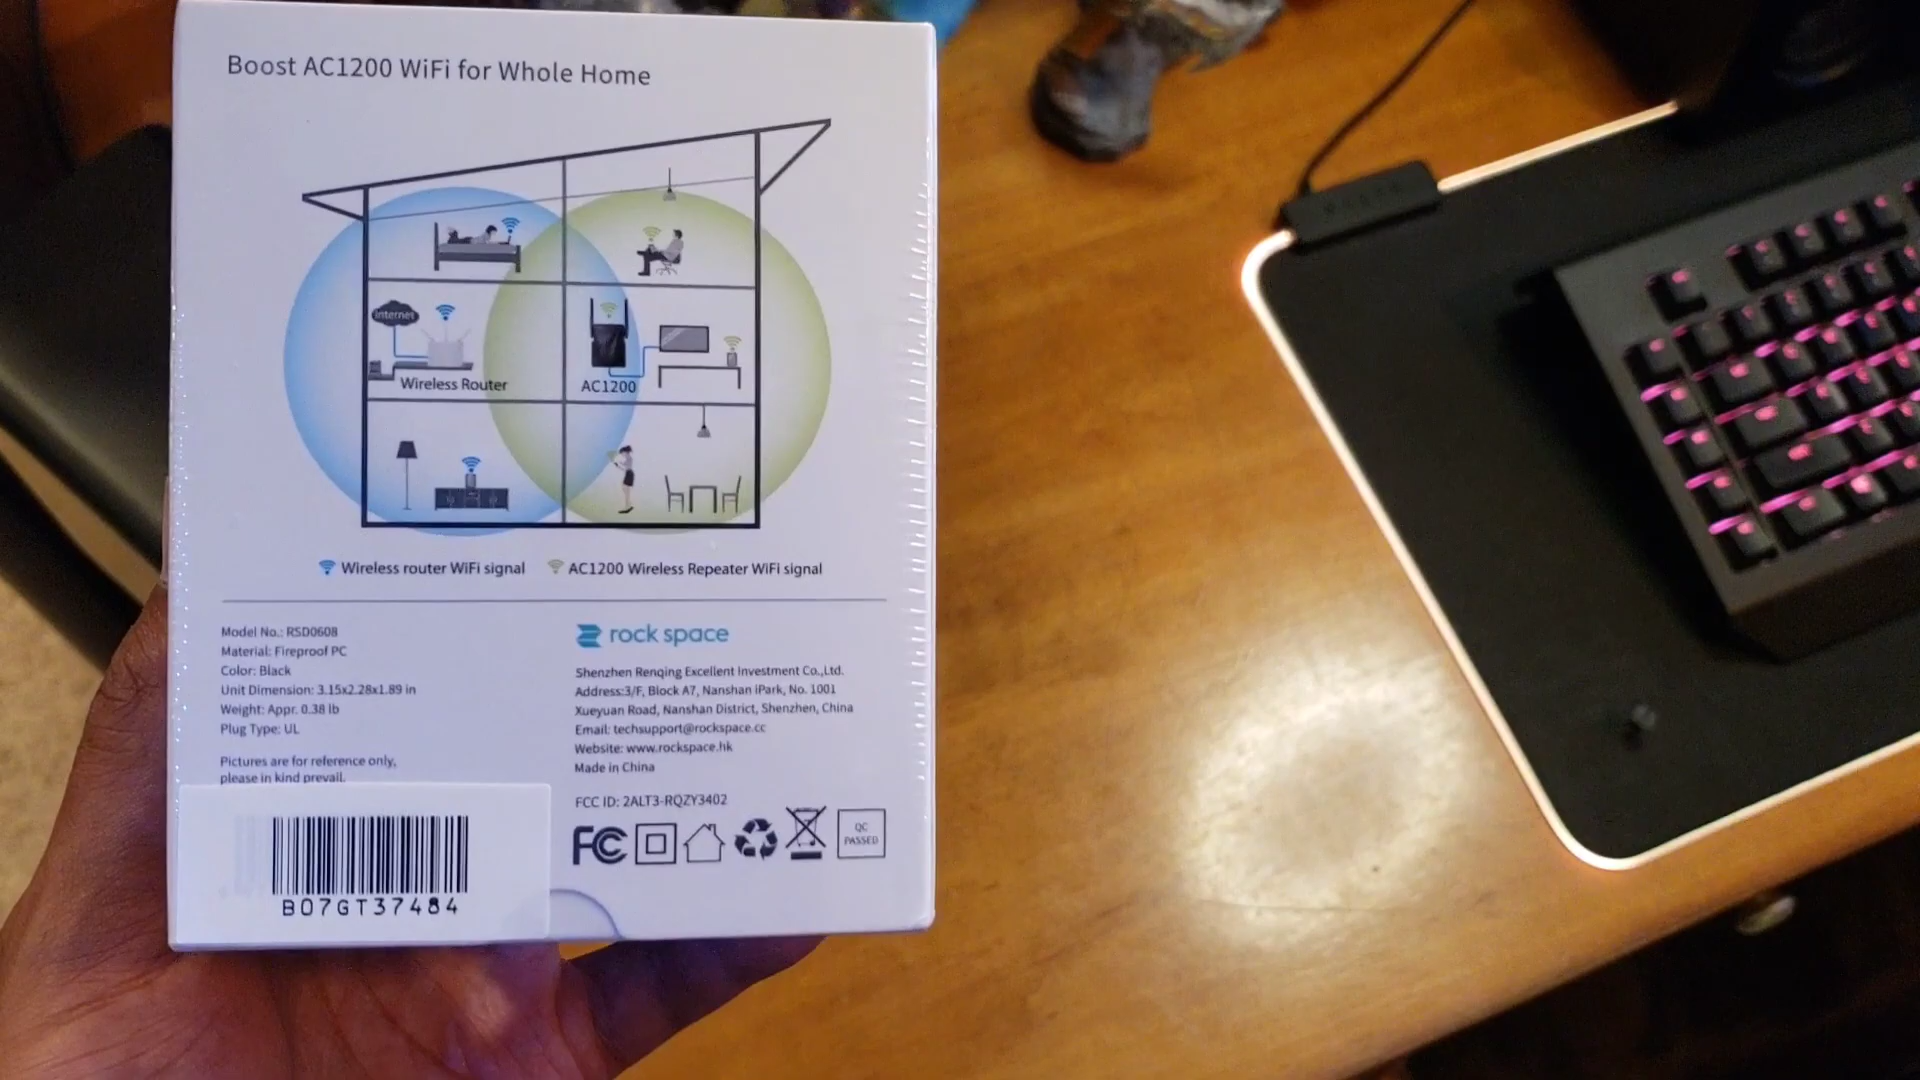 Boost AC1200 WiFi for Whole Home
Internet
Wireless Router
AC1200
Wireless router WiFi signal
AC1200 Wireless Repeater WiFi signal
Model No.: RSD0608
Material: Fireproof PC
Color: Black
Unit Dimension: 3.15x2.28x1.89 in
Weight: Appr. 0.38 lb
Plug Type: UL
Pictures are for reference only,
please in kind prevail.
B07GT37484
rock space
Shenzhen Renqing Excellent Investment Co.,Ltd.
Address:3/F, Block A7, Nanshan iPark, No. 1001
Xueyuan Road, Nanshan District, Shenzhen, China
Email: techsupport@rockspace.cc
Website: www.rockspace.hk
Made in China
FCC ID: 2ALT3-RQZY3402
FC
QC
PASSED